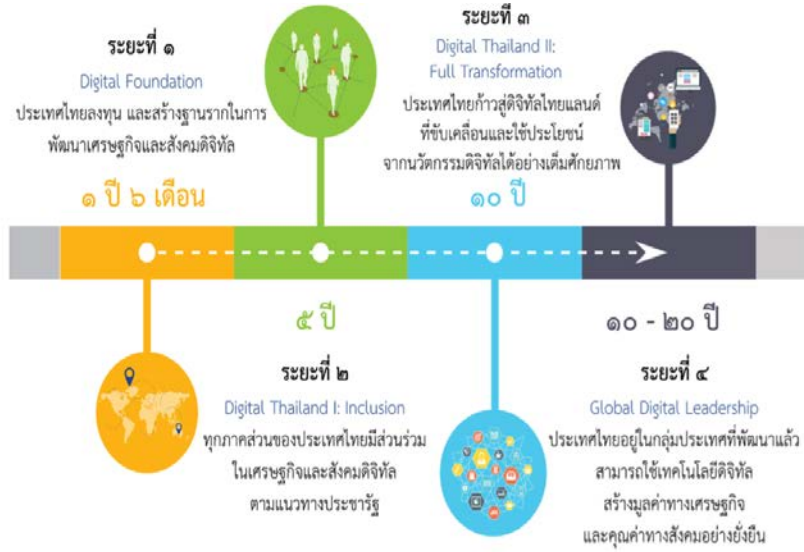 ระยะที่ ๑
Digital Foundation
ประเทศไทยลงทุน และสร้างฐานรากในการ
พัฒนาเศรษฐกิจและสังคมดิจิทัล
๑ ปี ๖ เดือน
๕ ปี
ระยะที่ ๒
Digital Thailand I: Inclusion
ทุกภาคส่วนของประเทศไทยมีส่วนร่วม
ในเศรษฐกิจและสังคมดิจิทัล
ตามแนวทางประชารัฐ
ระยะที่ ๓
Digital Thailand II:
Full Transformation
ประเทศไทยก้าวสู่ดิจิทัลไทยแลนด์
ที่ขับเคลื่อนและใช้ประโยชน์
จากนวัตกรรมดิจิทัลได้อย่างเต็มศักยภาพ
๑๐ ปี
๑๐ - ๒๐ ปี
ระยะที่ ๔
Global Digital Leadership
ประเทศไทยอยู่ในกลุ่มประเทศที่พัฒนาแล้ว
สามารถใช้เทคโนโลยีดิจิทัล
สร้างมูลค่าทางเศรษฐกิจ
และคุณค่าทางสังคมอย่างยั่งยืน